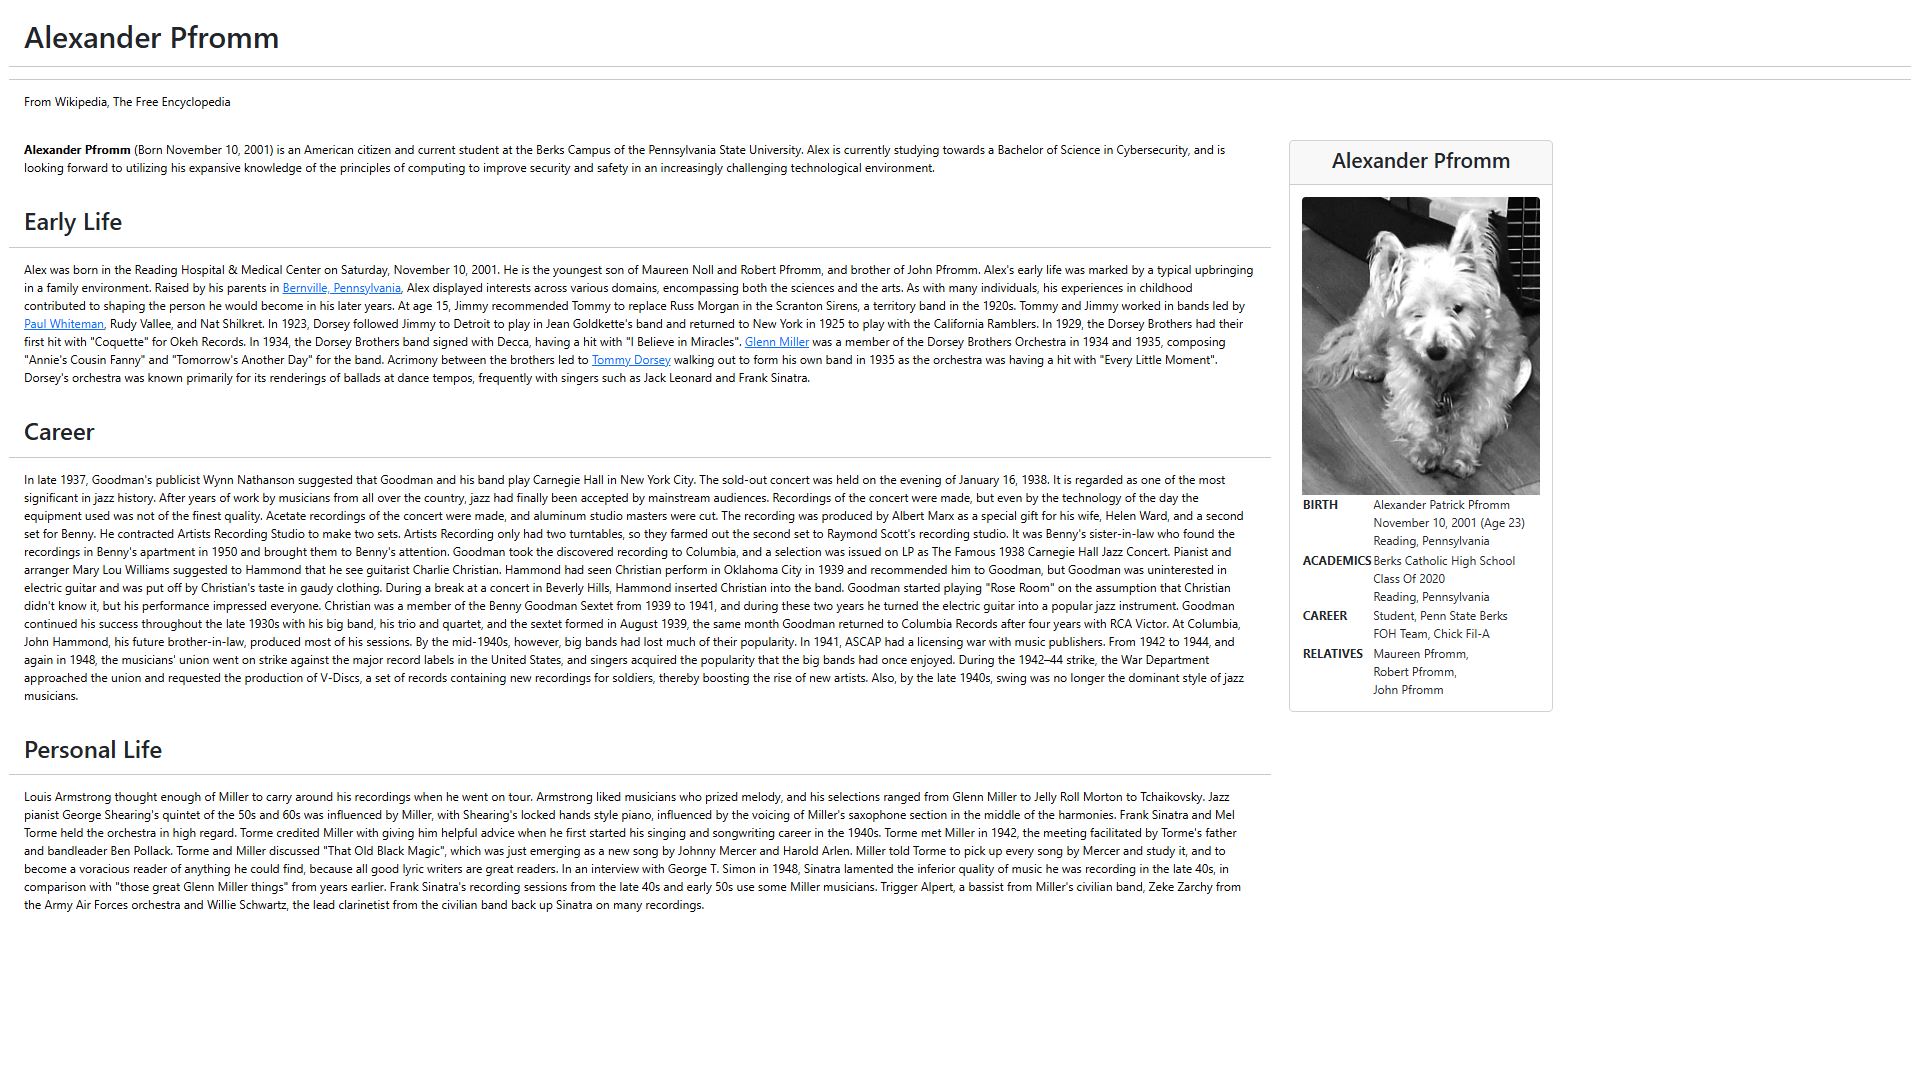 Alexander Pfromm
From Wikipedia, The Free Encyclopedia
Alexander Pfromm (Born November 10, 2001) is an American citizen and current student at the Berks Campus of the Pennsylvania State University. Alex is currently studying towards a Bachelor of Science in Cybersecurity, and is
looking forward to utilizing his expansive knowledge of the principles of computing to improve security and safety in an increasingly challenging technological environment.
Early Life
Alex was born in the Reading Hospital & Medical Center on Saturday, November 10, 2001. He is the youngest son of Maureen Noll and Robert Pfromm, and brother of John Pfromm. Alex's early life was marked by a typical upbringing
in a family environment. Raised by his parents in Bernville, Pennsylvania, Alex displayed interests across various domains, encompassing both the sciences and the arts. As with many individuals, his experiences in childhood
contributed to shaping the person he would become in his later years. At age 15, Jimmy recommended Tommy to replace Russ Morgan in the Scranton Sirens, a territory band in the 1920s. Tommy and Jimmy worked in bands led by
Paul Whiteman, Rudy Vallee, and Nat Shilkret. In 1923, Dorsey followed Jimmy to Detroit to play in Jean Goldkette's band and returned to New York in 1925 to play with the California Ramblers. In 1929, the Dorsey Brothers had their
first hit with "Coquette" for Okeh Records. In 1934, the Dorsey Brothers band signed with Decca, having a hit with "I Believe in Miracles". Glenn Miller was a member of the Dorsey Brothers Orchestra in 1934 and 1935, composing
"Annie's Cousin Fanny" and "Tomorrow's Another Day" for the band. Acrimony between the brothers led to Tommy Dorsey walking out to form his own band in 1935 as the orchestra was having a hit with "Every Little Moment".
Dorsey's orchestra was known primarily for its renderings of ballads at dance tempos, frequently with singers such as Jack Leonard and Frank Sinatra.
Career
In late 1937, Goodman's publicist Wynn Nathanson suggested that Goodman and his band play Carnegie Hall in New York City. The sold-out concert was held on the evening of January 16, 1938. It is regarded as one of the most
significant in jazz history. After years of work by musicians from all over the country, jazz had finally been accepted by mainstream audiences. Recordings of the concert were made, but even by the technology of the day the
equipment used was not of the finest quality. Acetate recordings of the concert were made, and aluminum studio masters were cut. The recording was produced by Albert Marx as a special gift for his wife, Helen Ward, and a second
set for Benny. He contracted Artists Recording Studio to make two sets. Artists Recording only had two turntables, so they farmed out the second set to Raymond Scott's recording studio. It was Benny's sister-in-law who found the
recordings in Benny's apartment in 1950 and brought them to Benny's attention. Goodman took the discovered recording to Columbia, and a selection was issued on LP as The Famous 1938 Carnegie Hall Jazz Concert. Pianist and
arranger Mary Lou Williams suggested to Hammond that he see guitarist Charlie Christian. Hammond had seen Christian perform in Oklahoma City in 1939 and recommended him to Goodman, but Goodman was uninterested in
electric guitar and was put off by Christian's taste in gaudy clothing. During a break at a concert in Beverly Hills, Hammond inserted Christian into the band. Goodman started playing "Rose Room" on the assumption that Christian
didn't know it, but his performance impressed everyone. Christian was a member of the Benny Goodman Sextet from 1939 to 1941, and during these two years he turned the electric guitar into a popular jazz instrument. Goodman
continued his success throughout the late 1930s with his big band, his trio and quartet, and the sextet formed in August 1939, the same month Goodman returned to Columbia Records after four years with RCA Victor. At Columbia,
John Hammond, his future brother-in-law, produced most of his sessions. By the mid-1940s, however, big bands had lost much of their popularity. In 1941, ASCAP had a licensing war with music publishers. From 1942 to 1944, and
again in 1948, the musicians' union went on strike against the major record labels in the United States, and singers acquired the popularity that the big bands had once enjoyed. During the 1942–44 strike, the War Department
approached the union and requested the production of V-Discs, a set of records containing new recordings for soldiers, thereby boosting the rise of new artists. Also, by the late 1940s, swing was no longer the dominant style of jazz
musicians.
Personal Life
Louis Armstrong thought enough of Miller to carry around his recordings when he went on tour. Armstrong liked musicians who prized melody, and his selections ranged from Glenn Miller to Jelly Roll Morton to Tchaikovsky. Jazz
pianist George Shearing's quintet of the 50s and 60s was influenced by Miller, with Shearing's locked hands style piano, influenced by the voicing of Miller's saxophone section in the middle of the harmonies. Frank Sinatra and Mel
Torme held the orchestra in high regard. Torme credited Miller with giving him helpful advice when he first started his singing and songwriting career in the 1940s. Torme met Miller in 1942, the meeting facilitated by Torme's father
and bandleader Ben Pollack. Torme and Miller discussed "That Old Black Magic", which was just emerging as a new song by Johnny Mercer and Harold Arlen. Miller told Torme to pick up every song by Mercer and study it, and to
become a voracious reader of anything he could find, because all good lyric writers are great readers. In an interview with George T. Simon in 1948, Sinatra lamented the inferior quality of music he was recording in the late 40s, in
comparison with "those great Glenn Miller things" from years earlier. Frank Sinatra's recording sessions from the late 40s and early 50s use some Miller musicians. Trigger Alpert, a bassist from Miller's civilian band, Zeke Zarchy from
the Army Air Forces orchestra and Willie Schwartz, the lead clarinetist from the civilian band back up Sinatra on many recordings.
Alexander Pfromm
BIRTH Alexander Patrick Pfromm
November 10, 2001 (Age 23)
Reading, Pennsylvania
ACADEMICS Berks Catholic High School
Class Of 2020
Reading, Pennsylvania
CAREER Student, Penn State Berks
FOH Team, Chick Fil-A
RELATIVES Maureen Pfromm,
Robert Pfromm,
John Pfromm